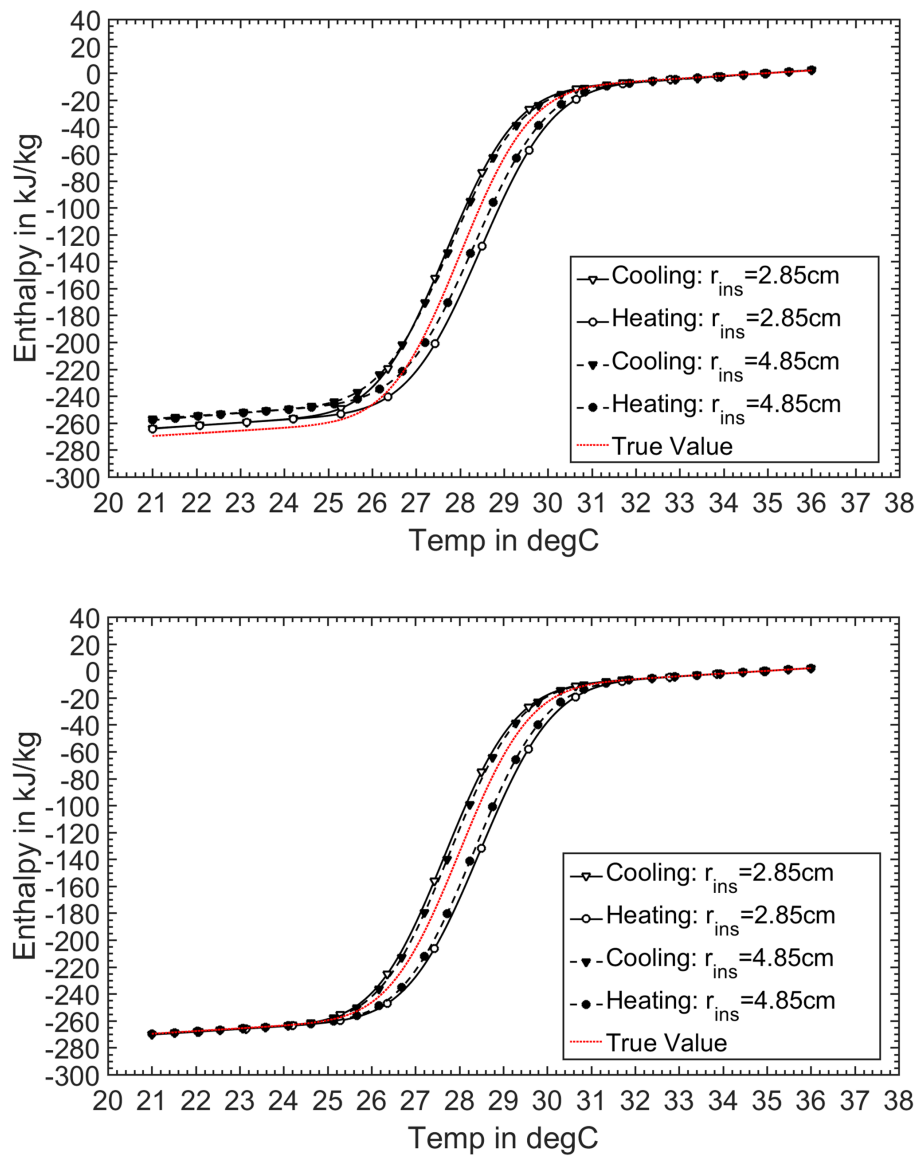 40
20
0
-20
-40
-60
-80
-100
-120
-140
-160
-180
-200
-220
-240
-260
-280
-300
Enthalpy in kJ/kg
Cooling: r_ins=2.85cm
Heating: r_ins=2.85cm
Cooling: r_ins=4.85cm
Heating: r_ins=4.85cm
True Value
20 21 22 23 24 25 26 27 28 29 30 31 32 33 34 35 36 37 38
Temp in degC
40
20
0
-20
-40
-60
-80
-100
-120
-140
-160
-180
-200
-220
-240
-260
-280
-300
Enthalpy in kJ/kg
Cooling: r_ins=2.85cm
Heating: r_ins=2.85cm
Cooling: r_ins=4.85cm
Heating: r_ins=4.85cm
True Value
20 21 22 23 24 25 26 27 28 29 30 31 32 33 34 35 36 37 38
Temp in degC